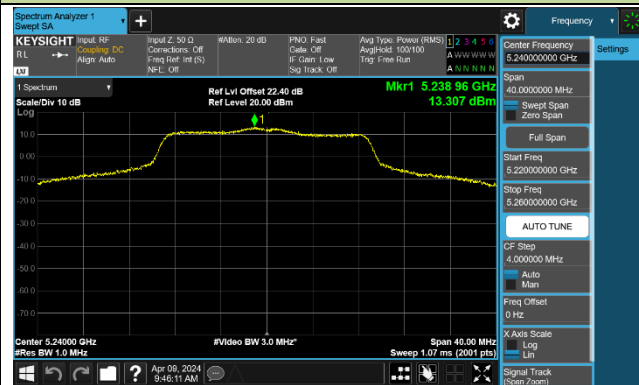 Spectrum Analyzer 1
Swept SA
Frequency
KEYSIGHT
RL
LXI
Input: RF
Coupling: DC
Align: Auto
Input Z: 50 Ω
Corrections: Off
Freq Ref: Int (S)
NFE: Off
#Atten: 20 dB
PNO: Fast
Gate: Off
IF Gain: Low
Sig Track: Off
Avg Type: Power (RMS)
Avg|Hold: 100/100
Trig: Free Run
1 2 3 4 5 6
A W W W W W
A N N N N N
1 Spectrum
Scale/Div 10 dB
Log
Ref Lvl Offset 22.40 dB
Ref Level 20.00 dBm
Mkr1 5.238 96 GHz
13.307 dBm
1
10.0
0.00
-10.0
-20.0
-30.0
-40.0
-50.0
-60.0
-70.0
Center 5.24000 GHz
#Res BW 1.0 MHz
#Video BW 3.0 MHz*
Span 40.00 MHz
Sweep 1.07 ms (2001 pts)
Apr 09, 2024
9:46:11 AM
Center Frequency
5.240000000 GHz
Settings
Span
40.0000000 MHz
Swept Span
Zero Span
Full Span
Start Freq
5.220000000 GHz
Stop Freq
5.260000000 GHz
AUTO TUNE
CF Step
4.000000 MHz
Auto
Man
Freq Offset
0 Hz
X Axis Scale
Log
Lin
Signal Track
(Span Zoom)